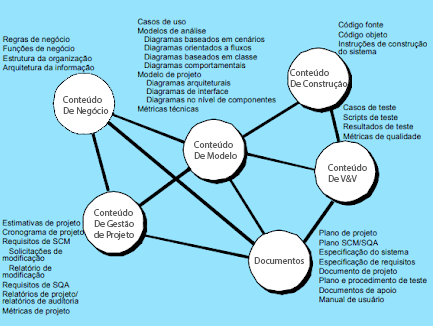 Casos de uso
Modelos de análise
Diagramas baseados em cenários
Diagramas orientados a fluxos
Diagramas baseados em classe
Diagramas comportamentais
Modelo de projeto
Diagramas arquiteturais
Diagramas de interface
Diagramas no nível de componentes
Métricas técnicas
Código fonte
Código objeto
Instruções de construção
do sistema
Regras de negócio
Funções de negócio
Estrutura da organização
Arquitetura da informação
Conteúdo
De Construção
Conteúdo
De Negócio
Casos de teste
Scripts de teste
Resultados de teste
Métricas de qualidade
Conteúdo
De Modelo
Conteúdo
De V&V
Conteúdo
De Gestão
de Projeto
Estimativas de projeto
Cronograma de projeto
Requisitos de SCM
Solicitações de
modificação
Relatório de
modificação
Requisitos de SQA
Relatórios de projeto/
relatórios de auditoria
Métricas de projeto
Documentos
Plano de projeto
Plano SCM/SQA
Especificação do sistema
Especificação de requisitos
Documento de projeto
Plano e procedimento de teste
Documentos de apoio
Manual de usuário